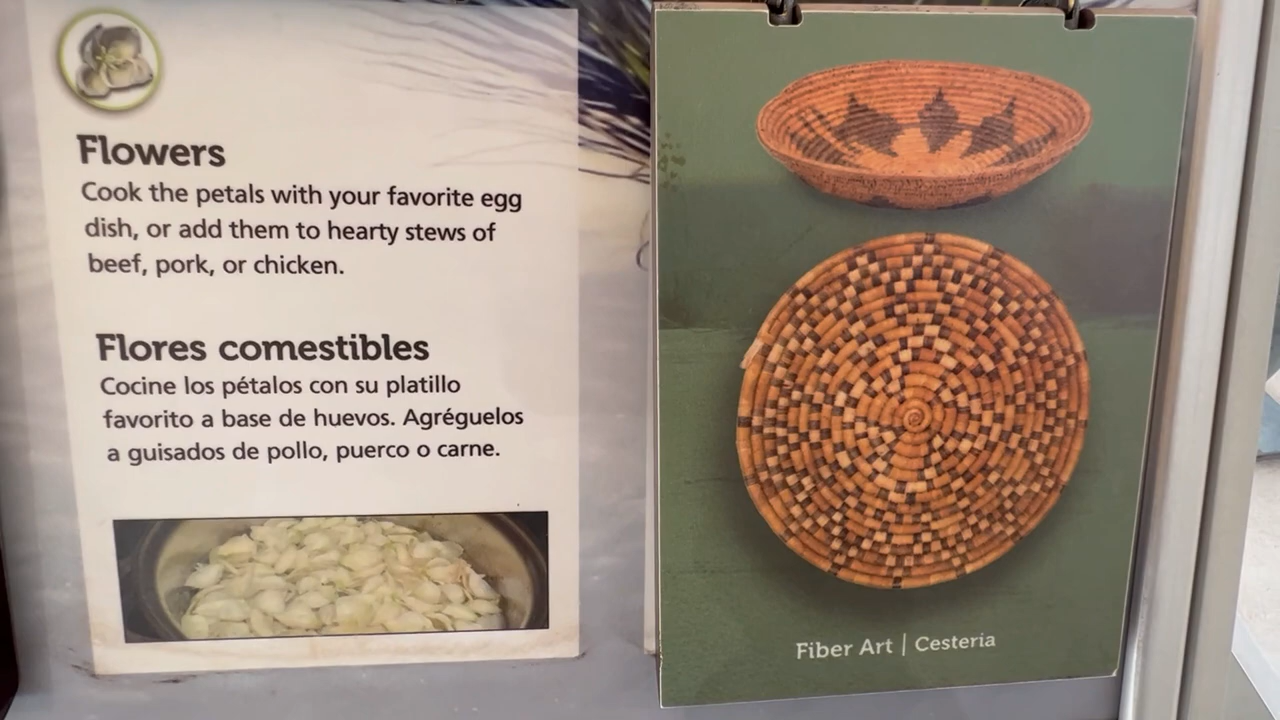 Flowers
Cook the petals with your favorite egg
dish, or add them to hearty stews of
beef, pork, or chicken.
Flores comestibles
Cocine los pétalos con su platillo
favorito a base de huevos. Agréguelos
a guisados de pollo, puerco o carne.
Fiber Art | Cestería